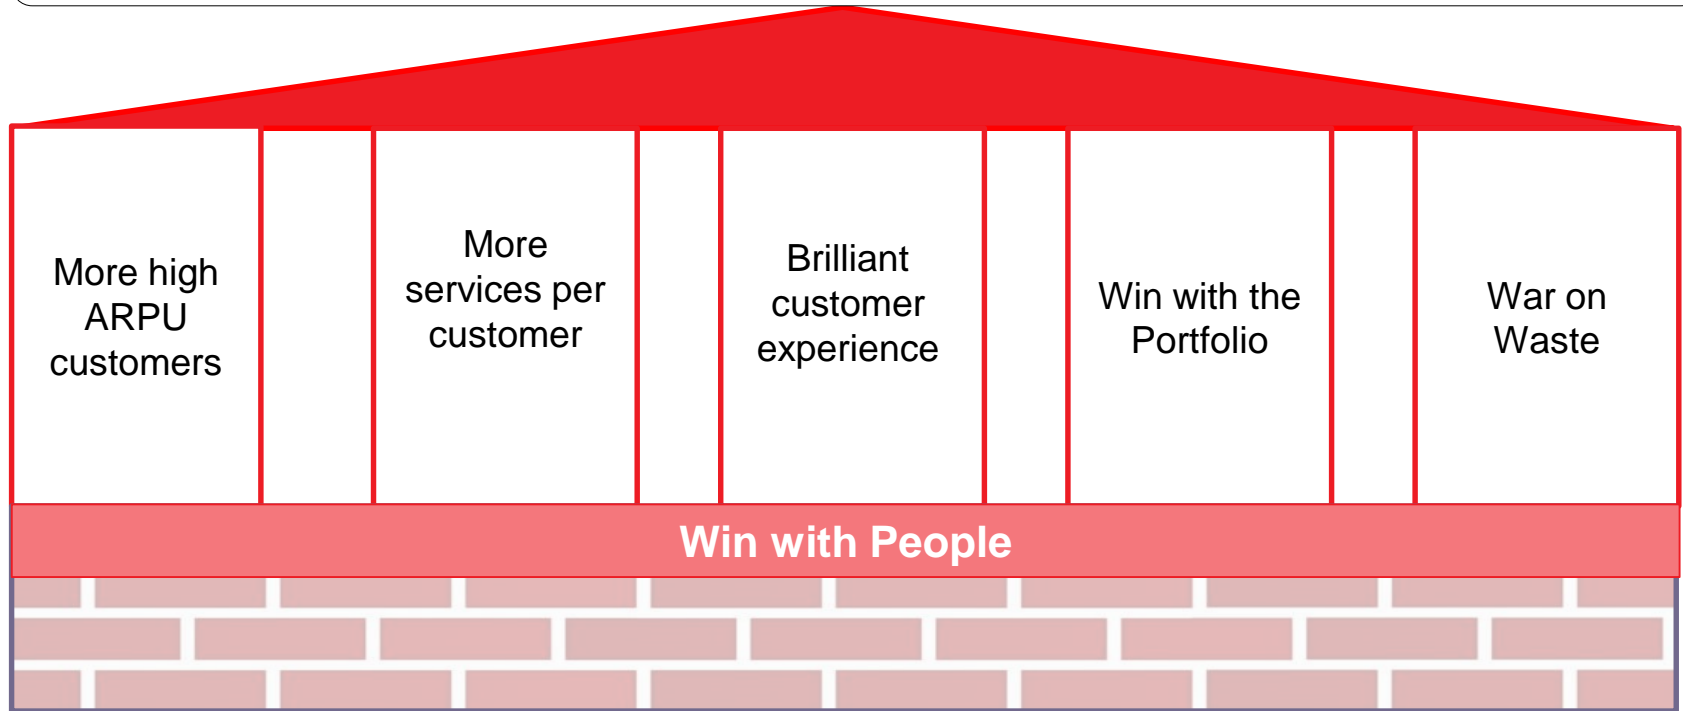 More high
ARPU
customers
More
services per
customer
Brilliant
customer
experience
Win with the
Portfolio
War on
Waste
Win with People